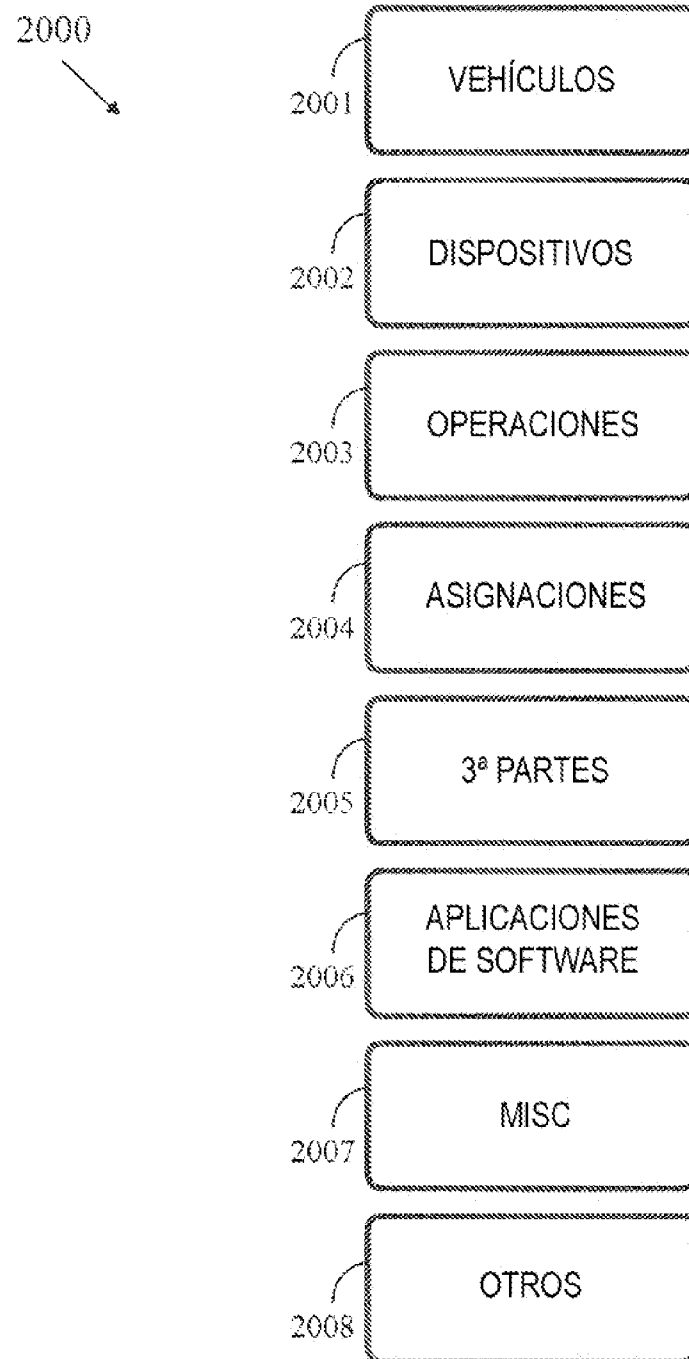 2000
VEHÍCULOS
2001
DISPOSITIVOS
2002
OPERACIONES
2003
ASIGNACIONES
2004
3ª PARTES
2005
APLICACIONES
DE SOFTWARE
2006
MISC
2007
OTROS
2008